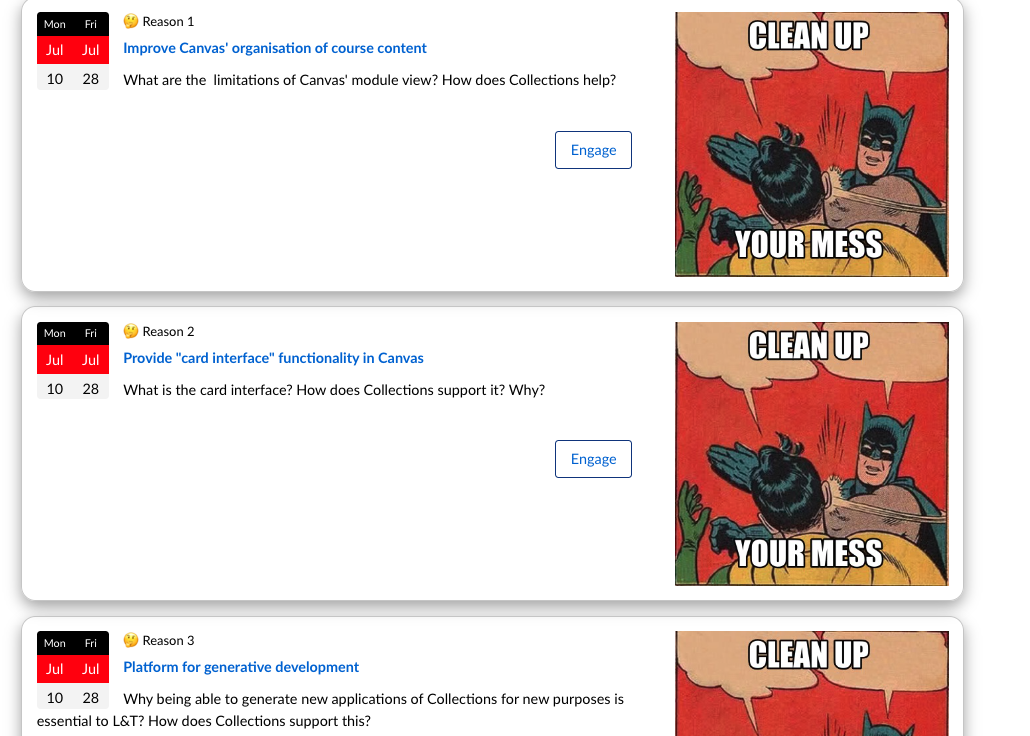 Mon Fri
Jul Jul
10 28
🤔 Reason 1
Improve Canvas' organisation of course content
What are the  limitations of Canvas' module view? How does Collections help?
Engage
CLEAN UP
YOUR MESS
Mon Fri
Jul Jul
10 28
🤔 Reason 2
Provide "card interface" functionality in Canvas
What is the card interface? How does Collections support it? Why?
Engage
CLEAN UP
YOUR MESS
Mon Fri
Jul Jul
10 28
🤔 Reason 3
Platform for generative development
Why being able to generate new applications of Collections for new purposes is
essential to L&T? How does Collections support this?
CLEAN UP